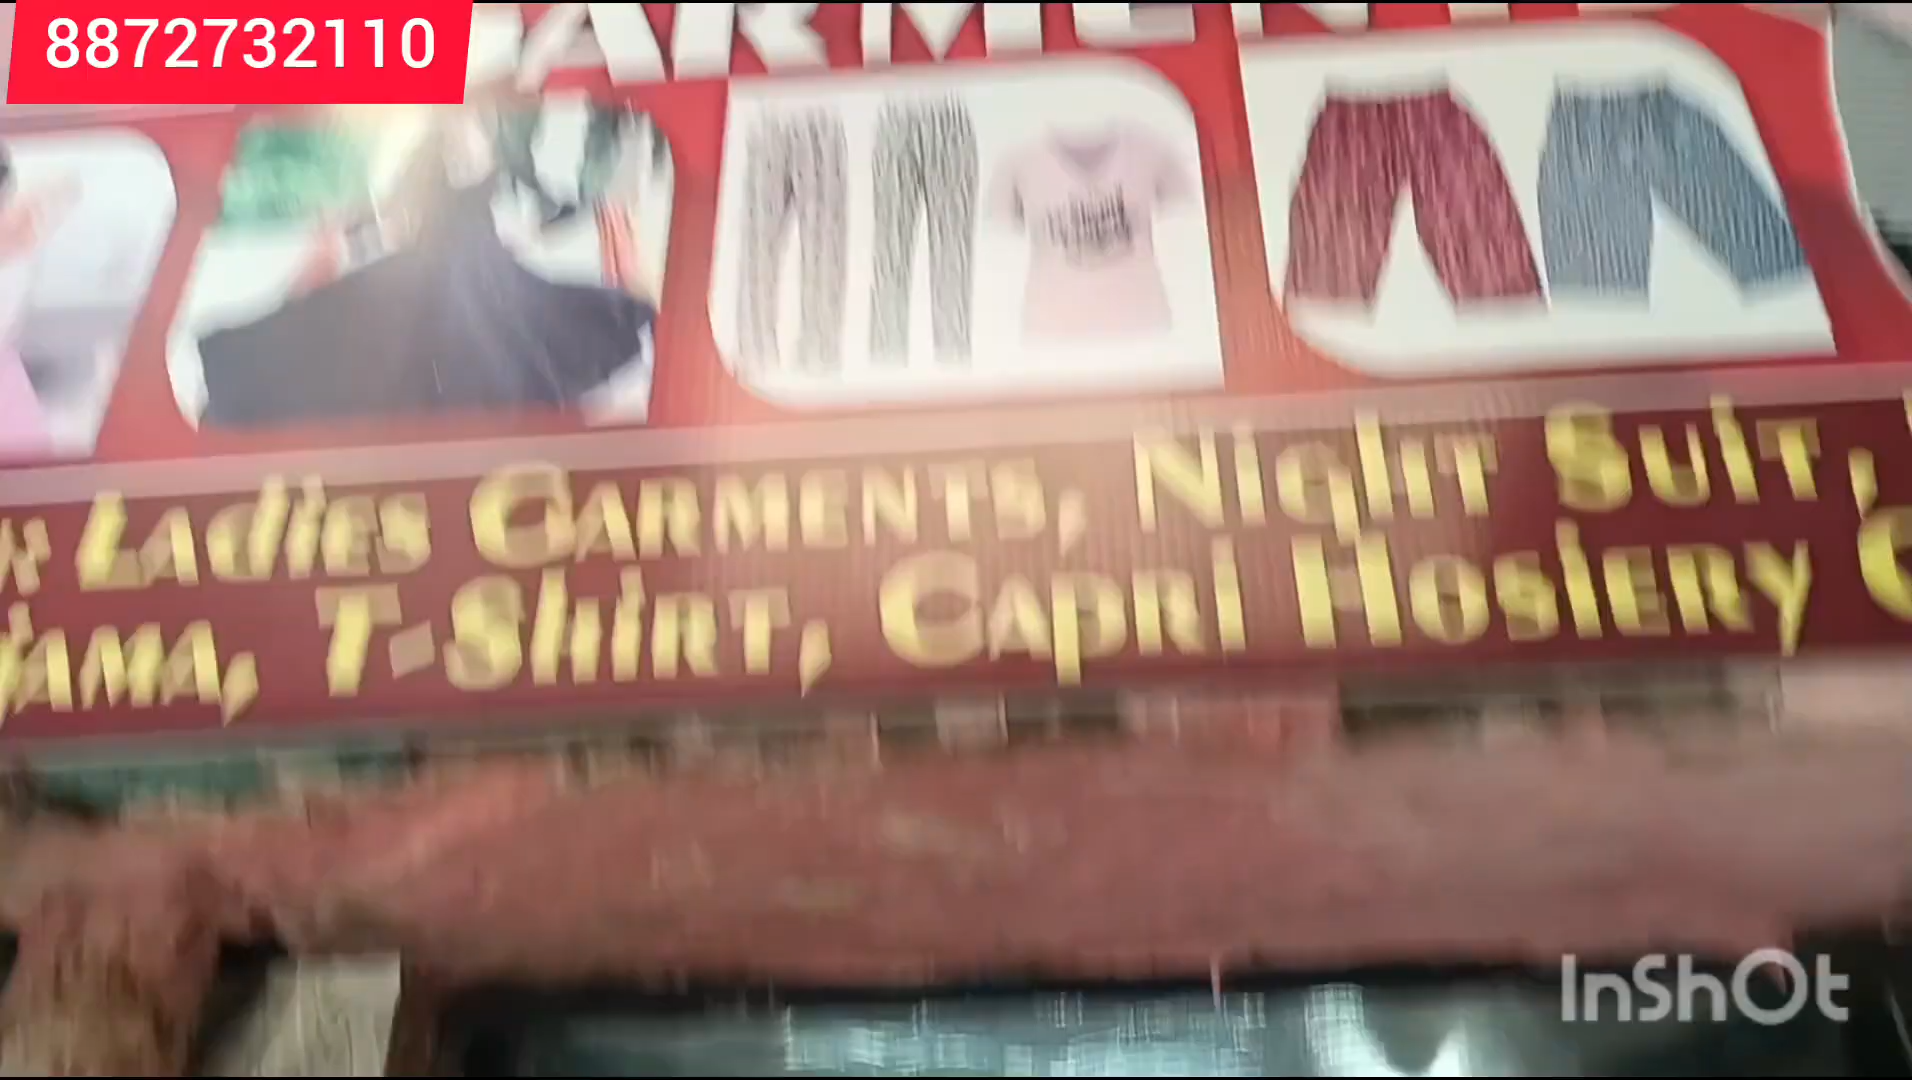 8872732110
Ladies Garments, Night Suit,
T-Shirt, Capri Hosiery
InShOt